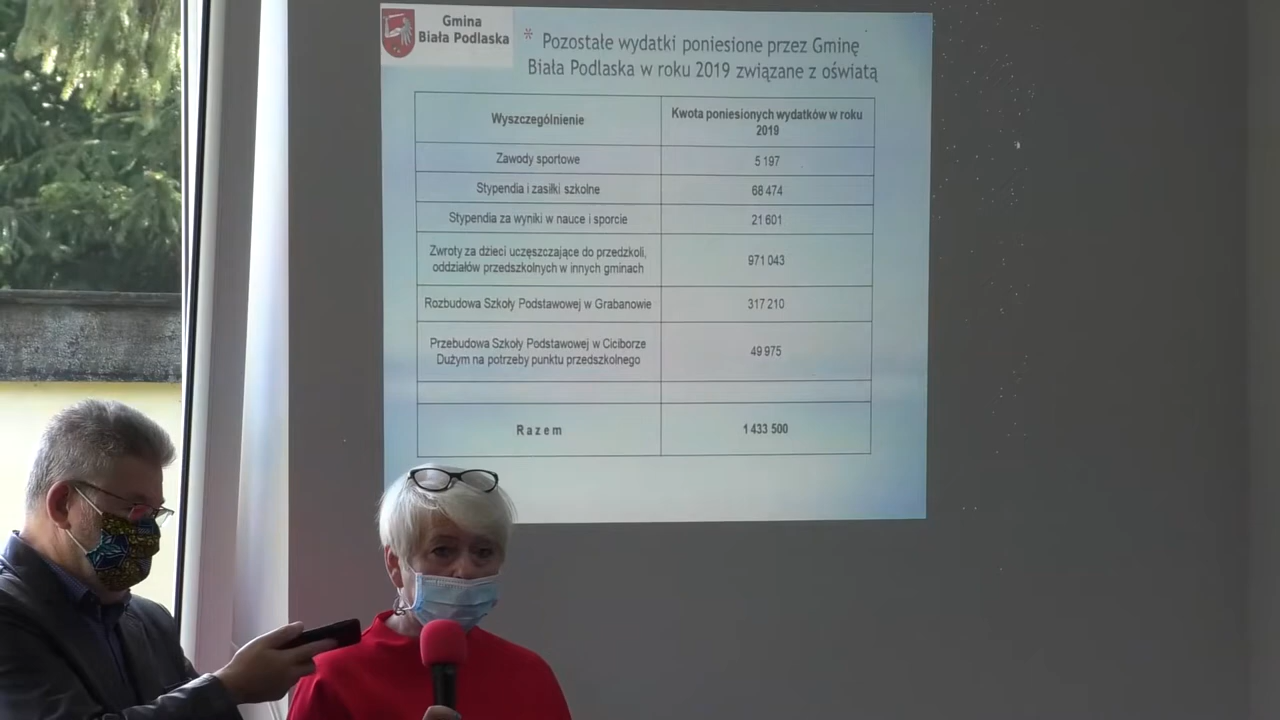 Gmina
Biała Podlaska
* Pozostałe wydatki poniesione przez Gminę
Biała Podlaska w roku 2019 związane z oświatą
Wyszczególnienie
Kwota poniesionych wydatków w roku
2019
Zawody sportowe
5 197
Stypendia i zasiłki szkolne
68 474
Stypendia za wyniki w nauce i sporcie
21 601
Zwroty za dzieci uczęszczające do przedzkoli,
oddziałów przedszkolnych w innych gminach
971 043
Rozbudowa Szkoły Podstawowej w Grabanowie
317 210
Przebudowa Szkoły Podstawowej w Ciciborze
Dużym na potrzeby punktu przedszkolnego
49 975
R a z e m
1 433 500